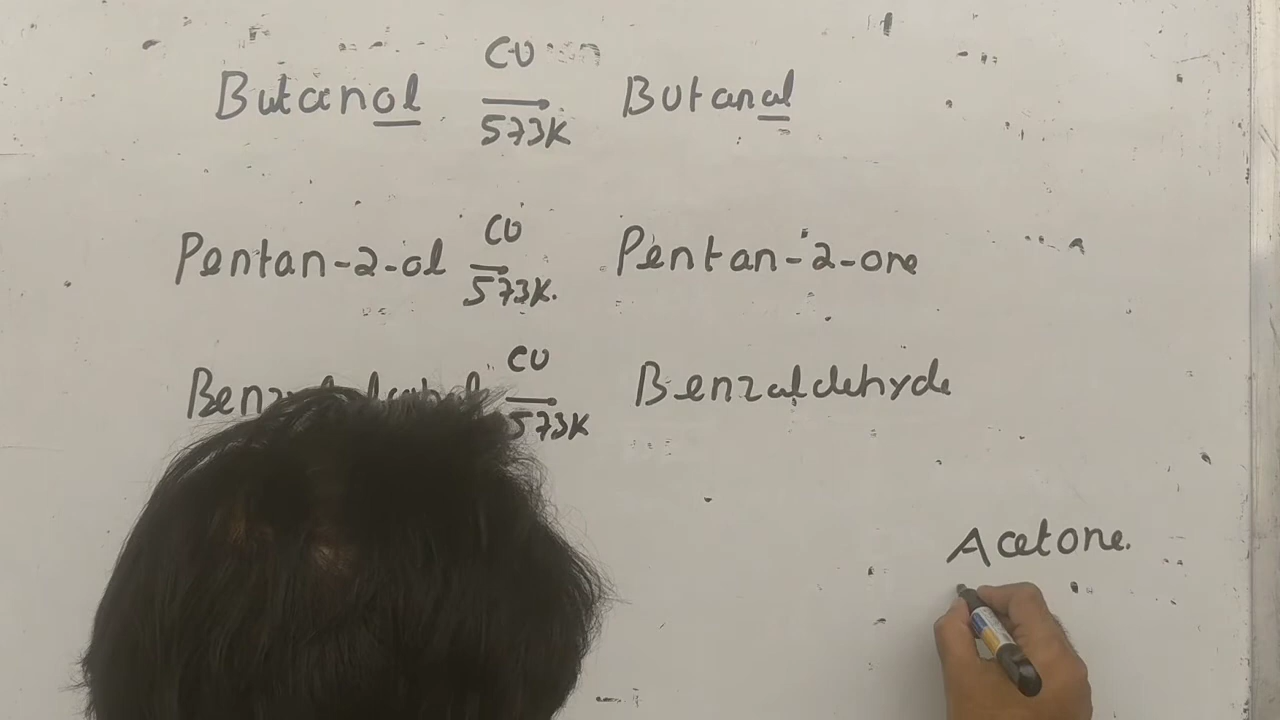 CU
Butanol → Butanal
573K
CU
Pentan-2-ol → Pentan-2-one
573K.
CU
→ Benzaldehyde
573K
Acetone.